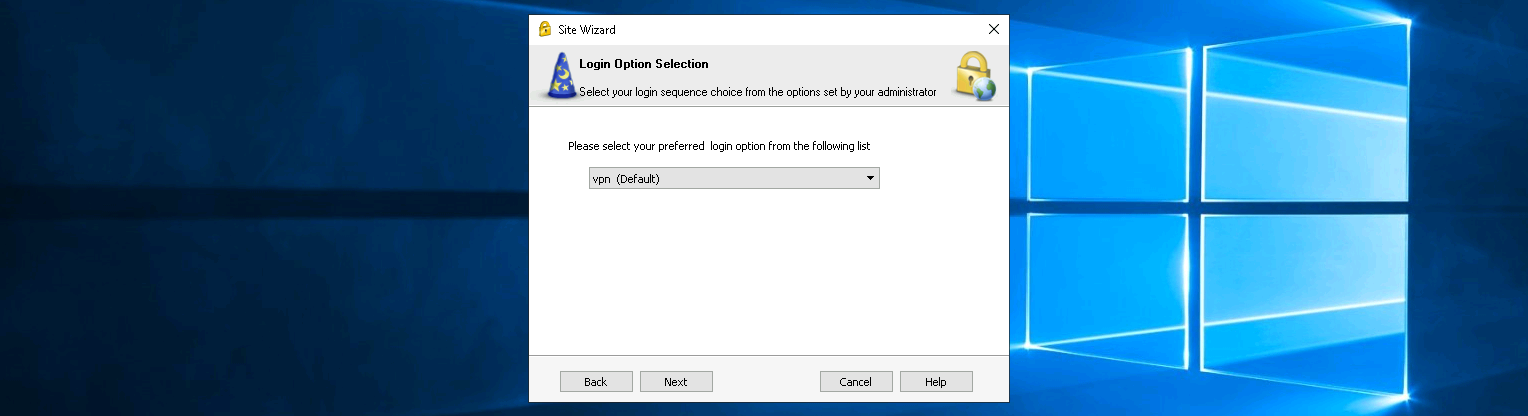 Site Wizard
Login Option Selection
Select your login sequence choice from the options set by your administrator
Please select your preferred  login option from the following list
vpn  (Default)
Back
Next
Cancel
Help